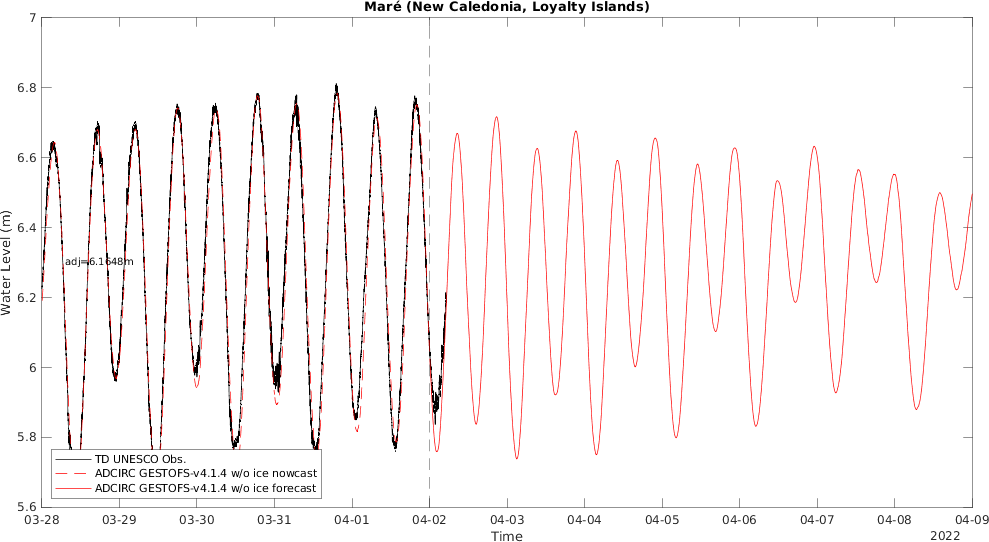 Maré (New Caledonia, Loyalty Islands)
7
6.8
6.6
6.4
6.2
6
5.8
5.6
Water Level (m)
adj=6.1648m
TD UNESCO Obs.
ADCIRC GESTOFS-v4.1.4 w/o ice nowcast
ADCIRC GESTOFS-v4.1.4 w/o ice forecast
03-28 03-29 03-30 03-31 04-01 04-02 04-03 04-04 04-05 04-06 04-07 04-08 04-09
Time
2022